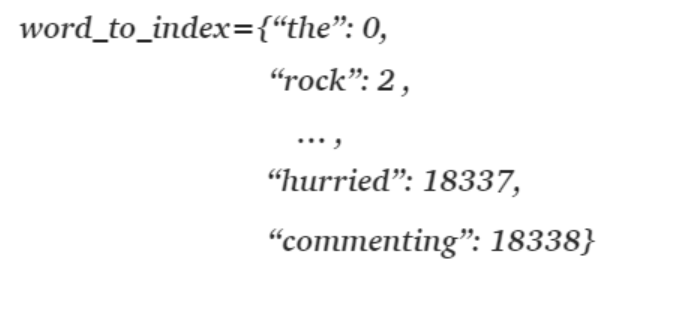 word_to_index={“the”: 0,
“rock”: 2 ,
... ,
“hurried”: 18337,
“commenting”: 18338}